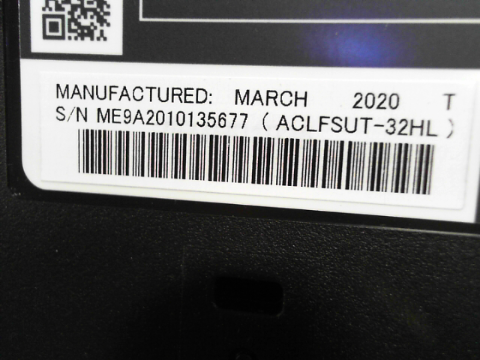 MANUFACTURED: MARCH 2020 T
S/N ME9A2010135677 (ACLFSUT-32HL)